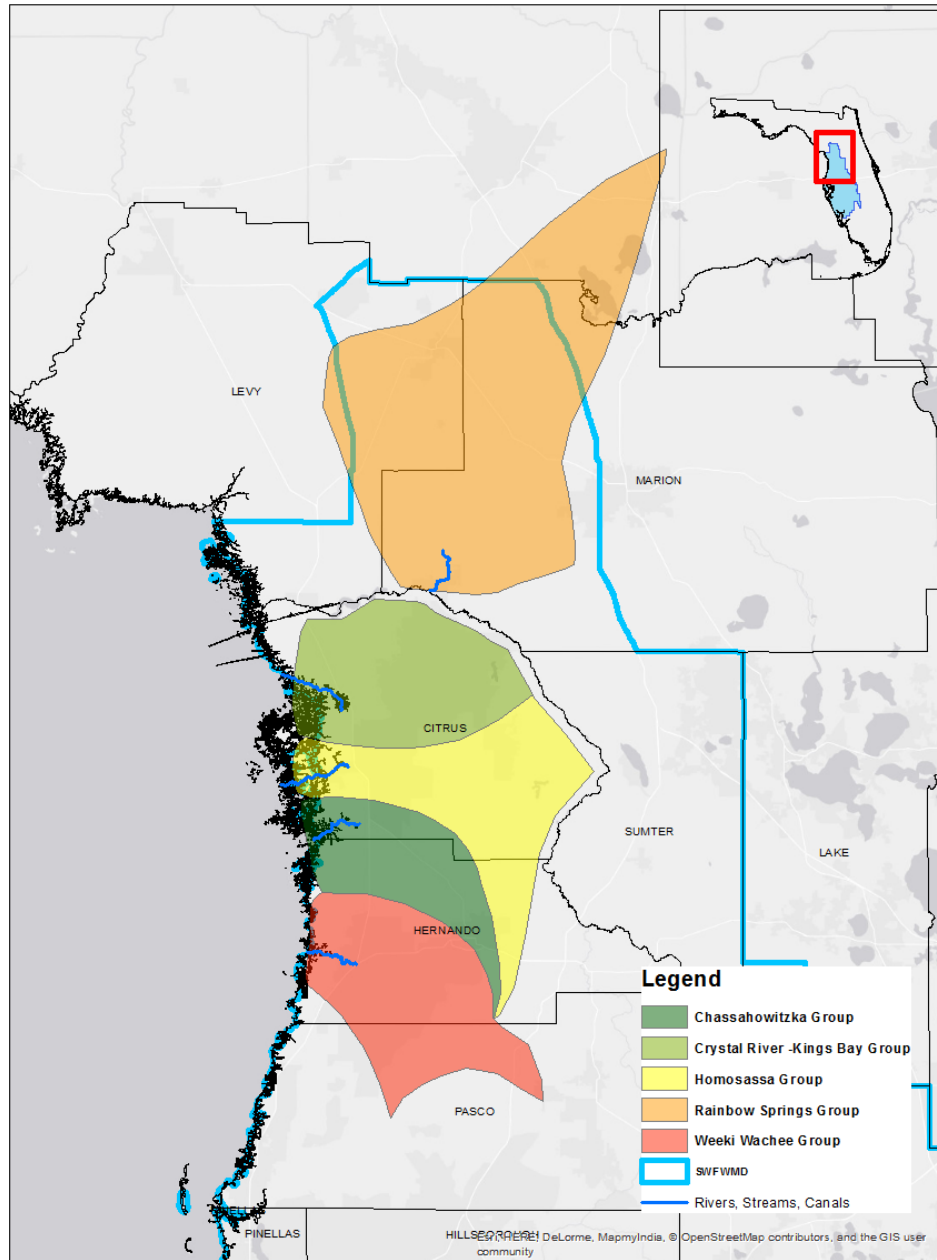 LEVY
MARION
CITRUS
SUMTER
LAKE
HERNANDO
PASCO
PINELLAS
HILLSBOROUGH
Legend
Chassahowitzka Group
Crystal River -Kings Bay Group
Homosassa Group
Rainbow Springs Group
Weeki Wachee Group
SWFWMD
Rivers, Streams, Canals
DeLorme, MapmyIndia, © OpenStreetMap contributors, and the GIS user
community